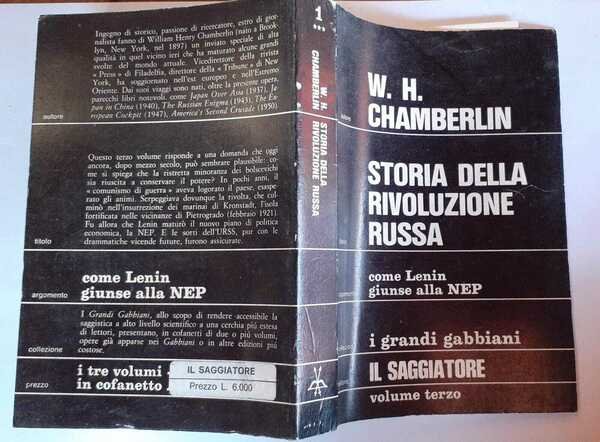 Ingegno di storico, passione di ricercatore, estro di gior-
nalista fanno di William Henry Chamberlin (nato a Brook-
lyn, New York, nel 1897) un inviato speciale di alta
qualità in quel vicino ieri che ha maturato alcune grandi
svolte del mondo attuale. Vicedirettore della rivista
« Press » di Filadelfia, direttore della « Tribune » di New
York, ha soggiornato nell'est europeo e nell'Estremo
Oriente. Dai suoi viaggi sono nati, oltre la presente opera,
parecchi libri notevoli, come Japan Over Asia (1937), Ja-
pan in China (1940), The Russian Enigma (1943), The Eu-
ropean Cockpit (1947), America's Second Crusade (1950).
autore
Questo terzo volume risponde a una domanda che oggi
ancora, dopo mezzo secolo, può sembrare plausibile: co-
me si spiega che la ristretta minoranza dei bolscevichi
sia riuscita a conservare il potere? In pochi anni, il
« comunismo di guerra » aveva logorato il paese, esaspe-
rato gli animi. Serpeggiava dovunque la rivolta, che cul-
minò nell'insurrezione dei marinai di Kronstadt, l'isola
fortificata nelle vicinanze di Pietrogrado (febbraio 1921).
Fu allora che Lenin maturò il nuovo piano di politica
economica, la NEP. E le sorti dell'URSS, pur con le
drammatiche vicende future, furono assicurate.
titolo
come Lenin
giunse alla NEP
argomento
I Grandi Gabbiani, allo scopo di rendere accessibile la
saggistica a alto livello scientifico a una cerchia più estesa
di lettori, presentano, in cofanetti di due o più volumi,
opere già apparse nei Gabbiani o in altre edizioni più
costose.
collezione
i tre volumi
in cofanetto
prezzo
IL SAGGIATORE
Prezzo L. 6.000
1
W. H.
CHAMBERLIN
STORIA DELLA
RIVOLUZIONE RUSSA
W. H.
CHAMBERLIN
STORIA DELLA
RIVOLUZIONE
RUSSA
come Lenin
giunse alla NEP
i grandi gabbiani
IL SAGGIATORE
volume terzo